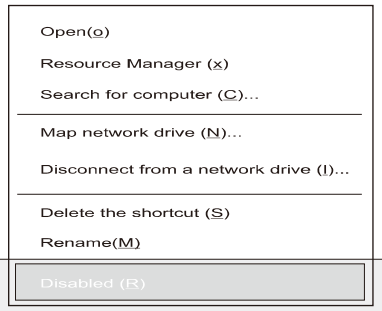 Open(o)
Resource Manager (x)
Search for computer (C)...
Map network drive (N)...
Disconnect from a network drive (I)...
Delete the shortcut (S)
Rename(M)
Disabled (R)